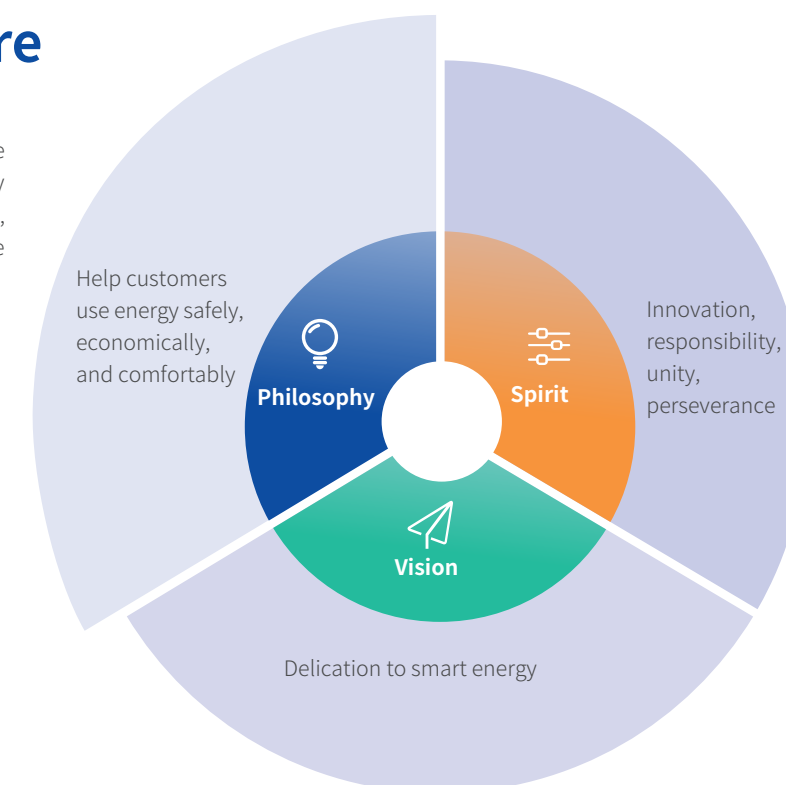 re
e
y
,
e
Help customers
use energy safely,
economically,
and comfortably
Philosophy
Spirit
Innovation,
responsibility,
unity,
perseverance
Vision
Delication to smart energy